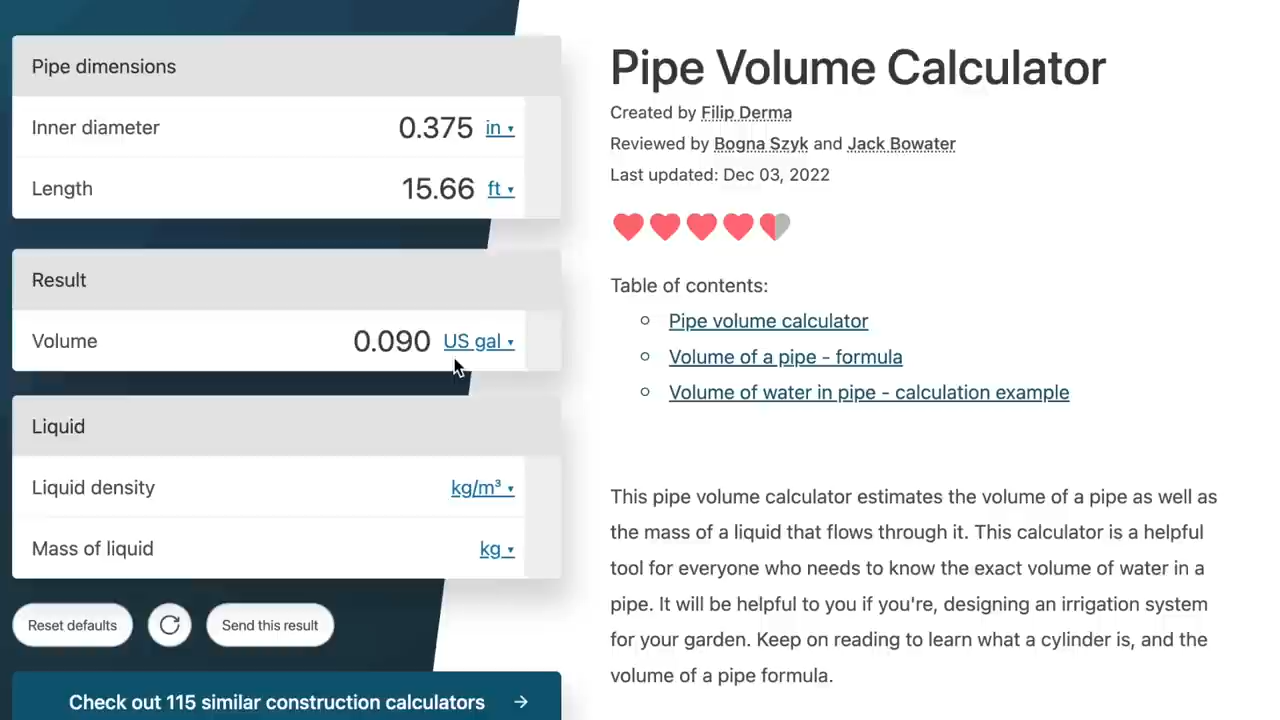 Pipe dimensions
Inner diameter 0.375 in ▾
Length 15.66 ft ▾
Result
Volume 0.090 US gal ▾
Liquid
Liquid density kg/m³ ▾
Mass of liquid kg ▾
Reset defaults
Send this result
Check out 115 similar construction calculators →
Pipe Volume Calculator
Created by Filip Derma
Reviewed by Bogna Szyk and Jack Bowater
Last updated: Dec 03, 2022
Table of contents:
Pipe volume calculator
Volume of a pipe - formula
Volume of water in pipe - calculation example
This pipe volume calculator estimates the volume of a pipe as well as
the mass of a liquid that flows through it. This calculator is a helpful
tool for everyone who needs to know the exact volume of water in a
pipe. It will be helpful to you if you're, designing an irrigation system
for your garden. Keep on reading to learn what a cylinder is, and the
volume of a pipe formula.